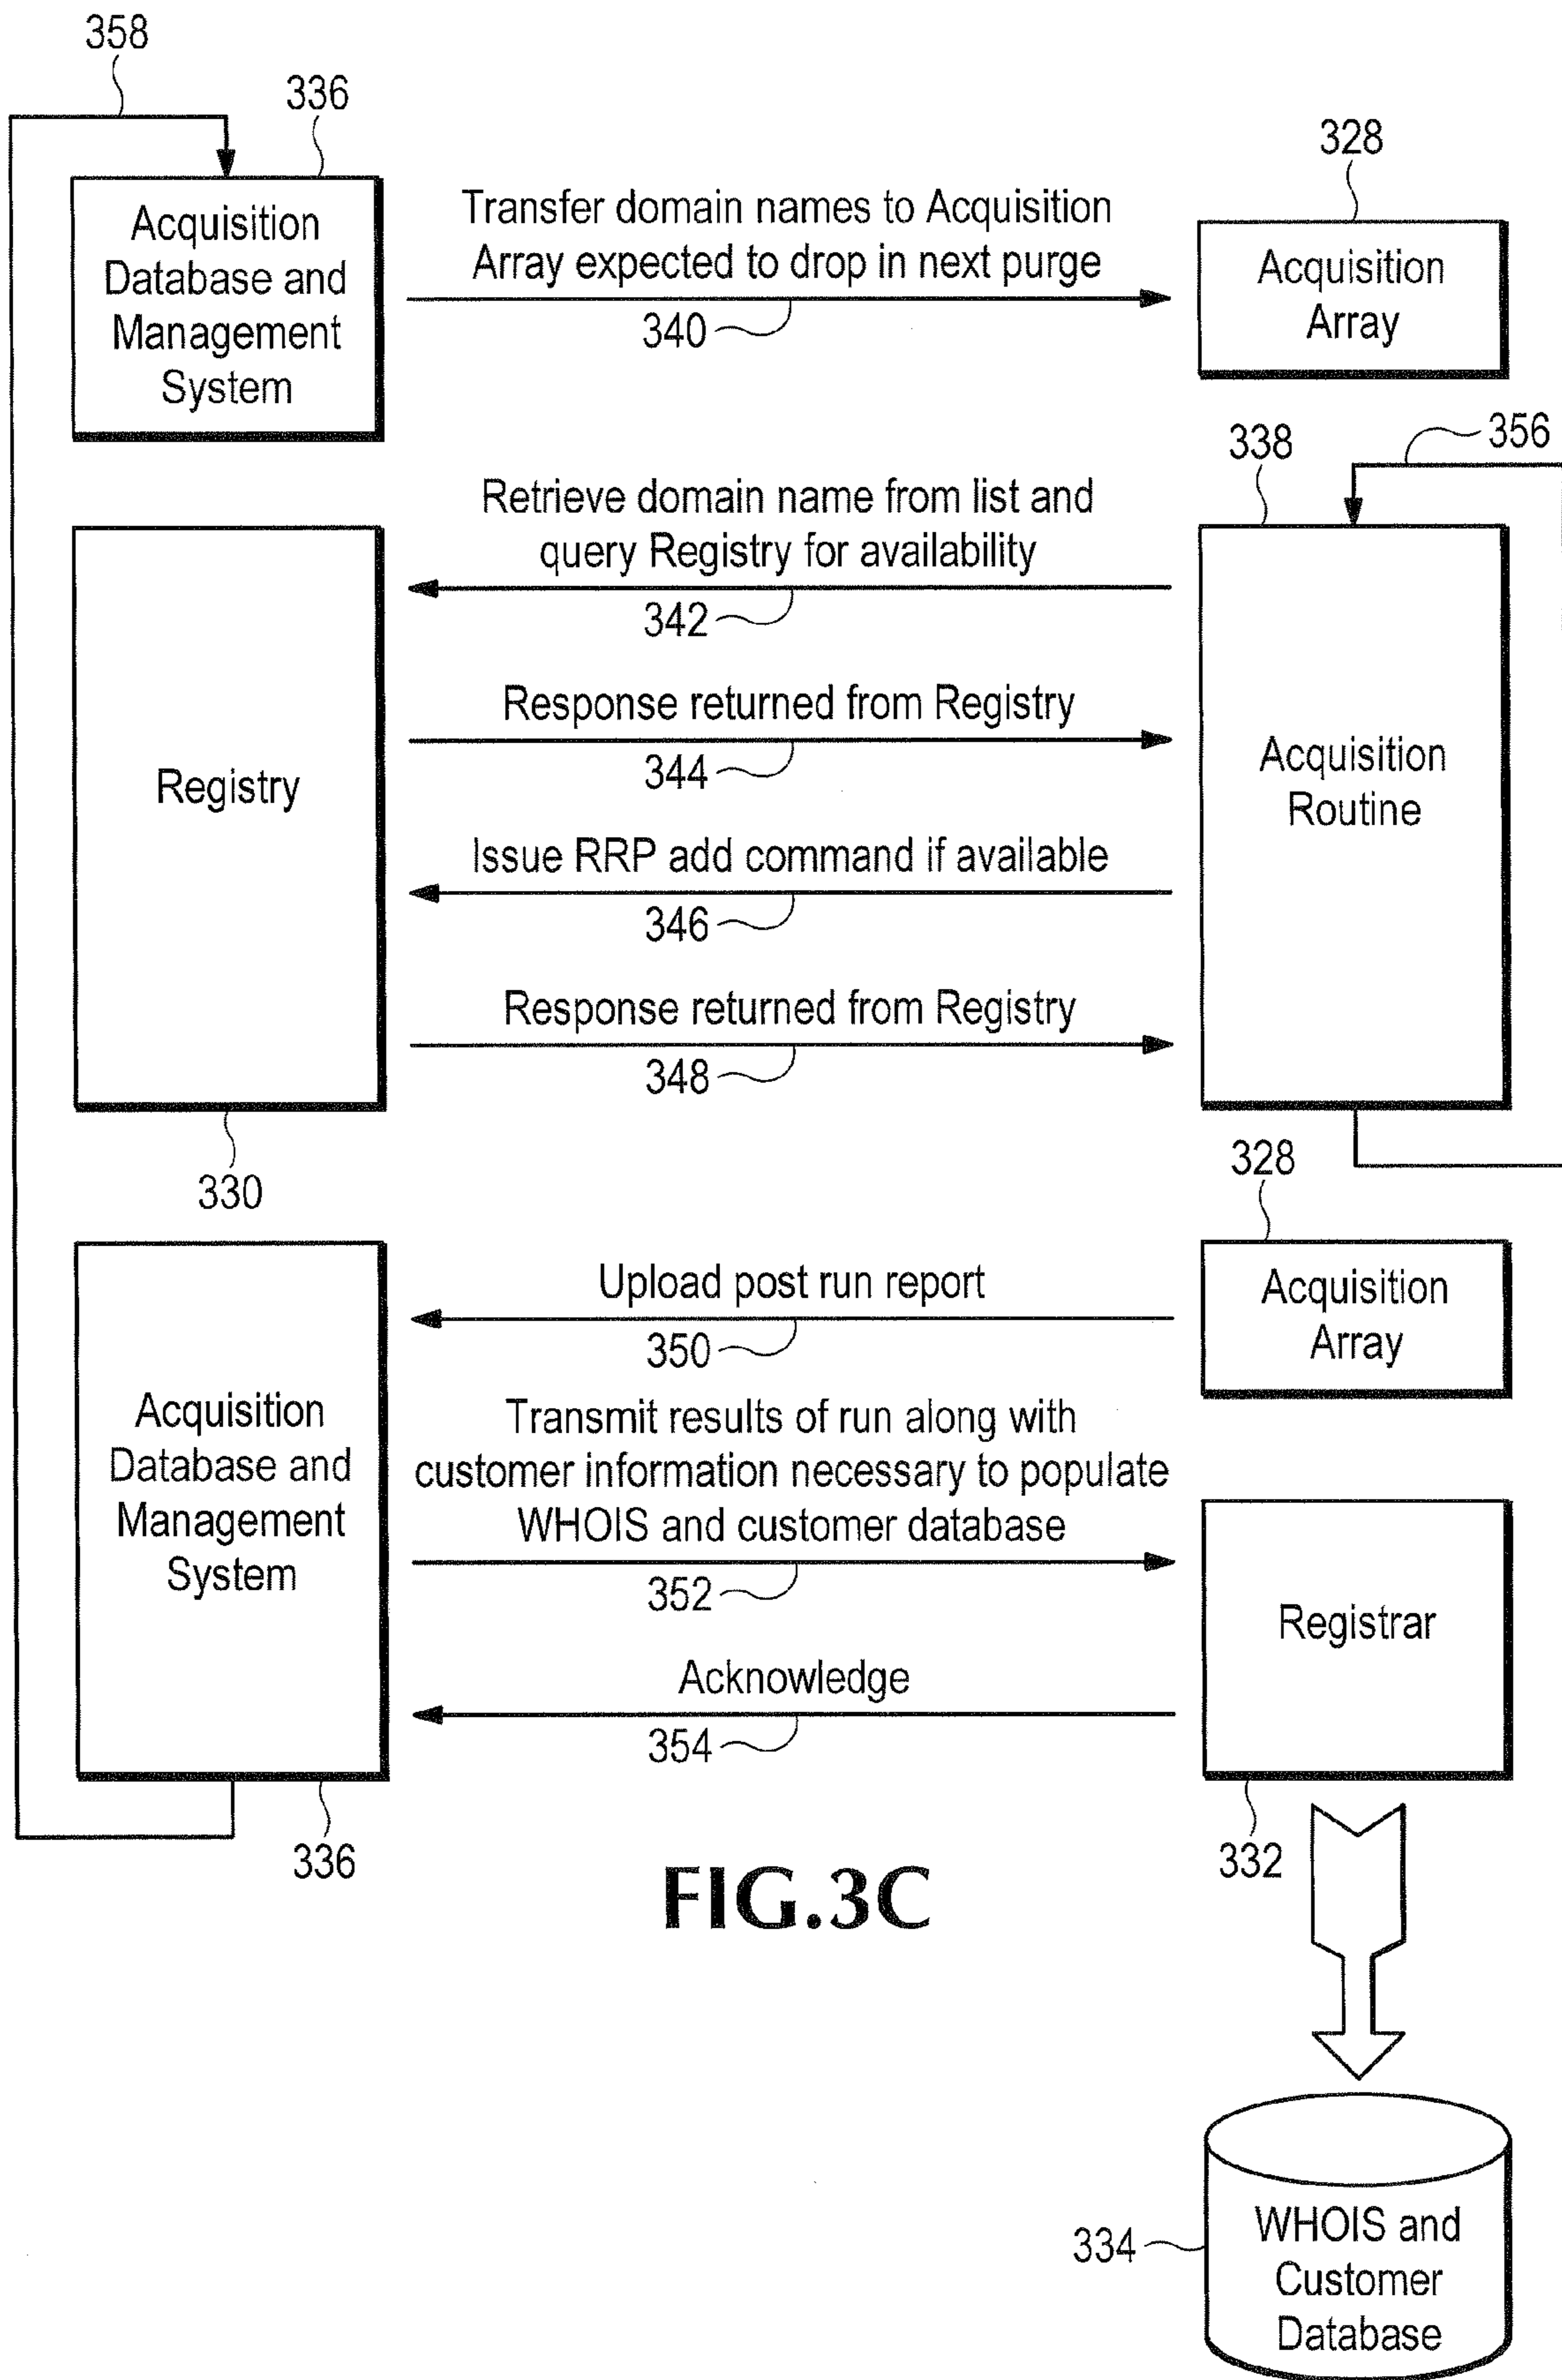 358
336
328
Acquisition
Database and
Management
System
Transfer domain names to Acquisition
Array expected to drop in next purge
340
Acquisition
Array
338
356
Retrieve domain name from list and
query Registry for availability
342
Response returned from Registry
344
Registry
Acquisition
Routine
Issue RRP add command if available
346
Response returned from Registry
348
330
328
Upload post run report
350
Acquisition
Array
Acquisition
Database and
Management
System
Transmit results of run along with
customer information necessary to populate
WHOIS and customer database
352
Registrar
Acknowledge
354
336
332
FIG.3C
334
WHOIS and
Customer
Database